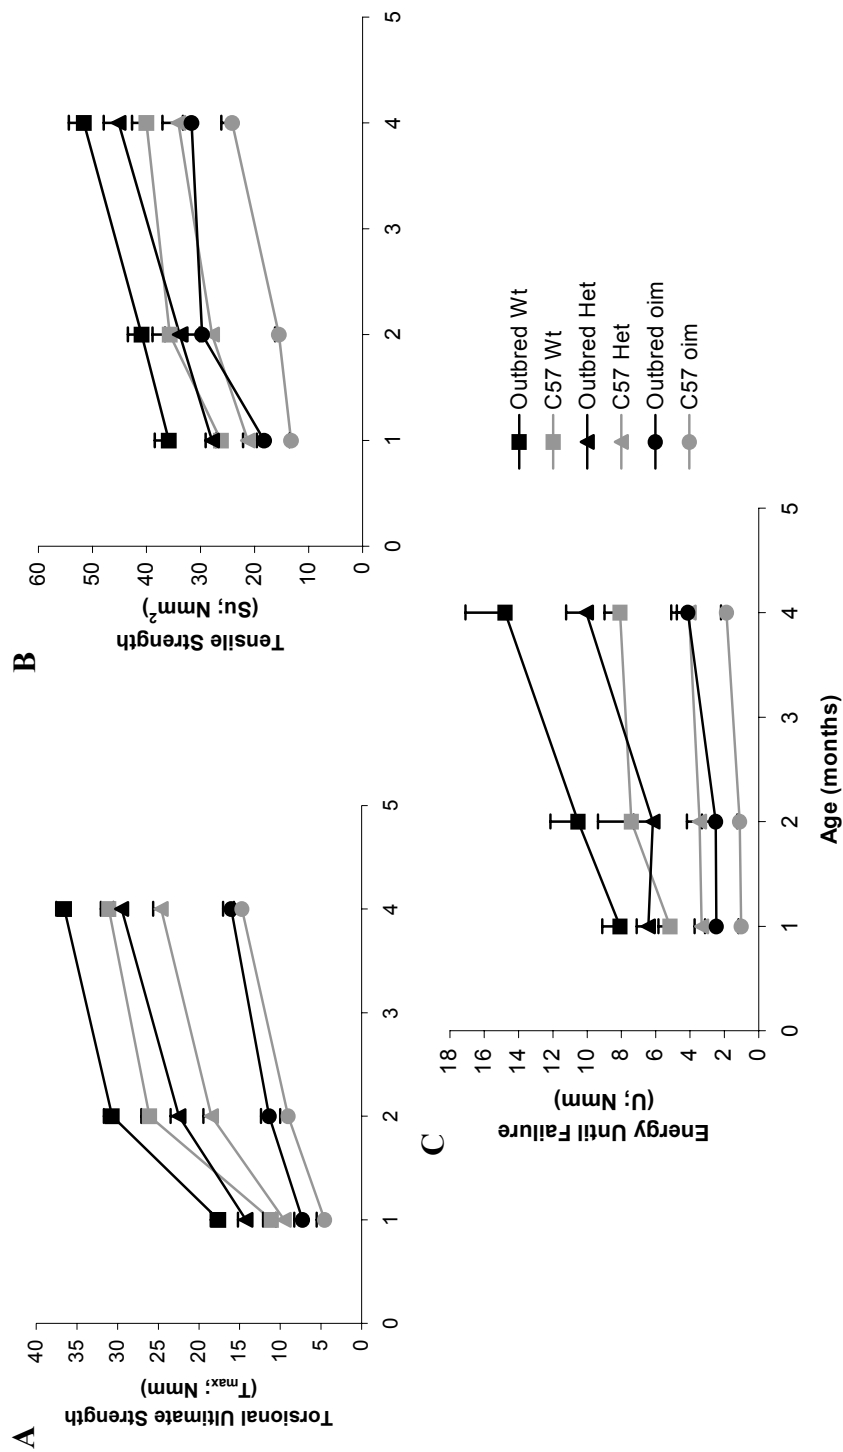 A
Torsional Ultimate Strength
(Tmax; Nmm)
40
35
30
25
20
15
10
5
0
0
1
2
3
4
5
B
Tensile Strength
(Su; Nmm²)
60
50
40
30
20
10
0
0
1
2
3
4
5
C
Energy Until Failure
(U; Nmm)
18
16
14
12
10
8
6
4
2
0
0
1
2
3
4
5
Age (months)
Outbred Wt
C57 Wt
Outbred Het
C57 Het
Outbred oim
C57 oim